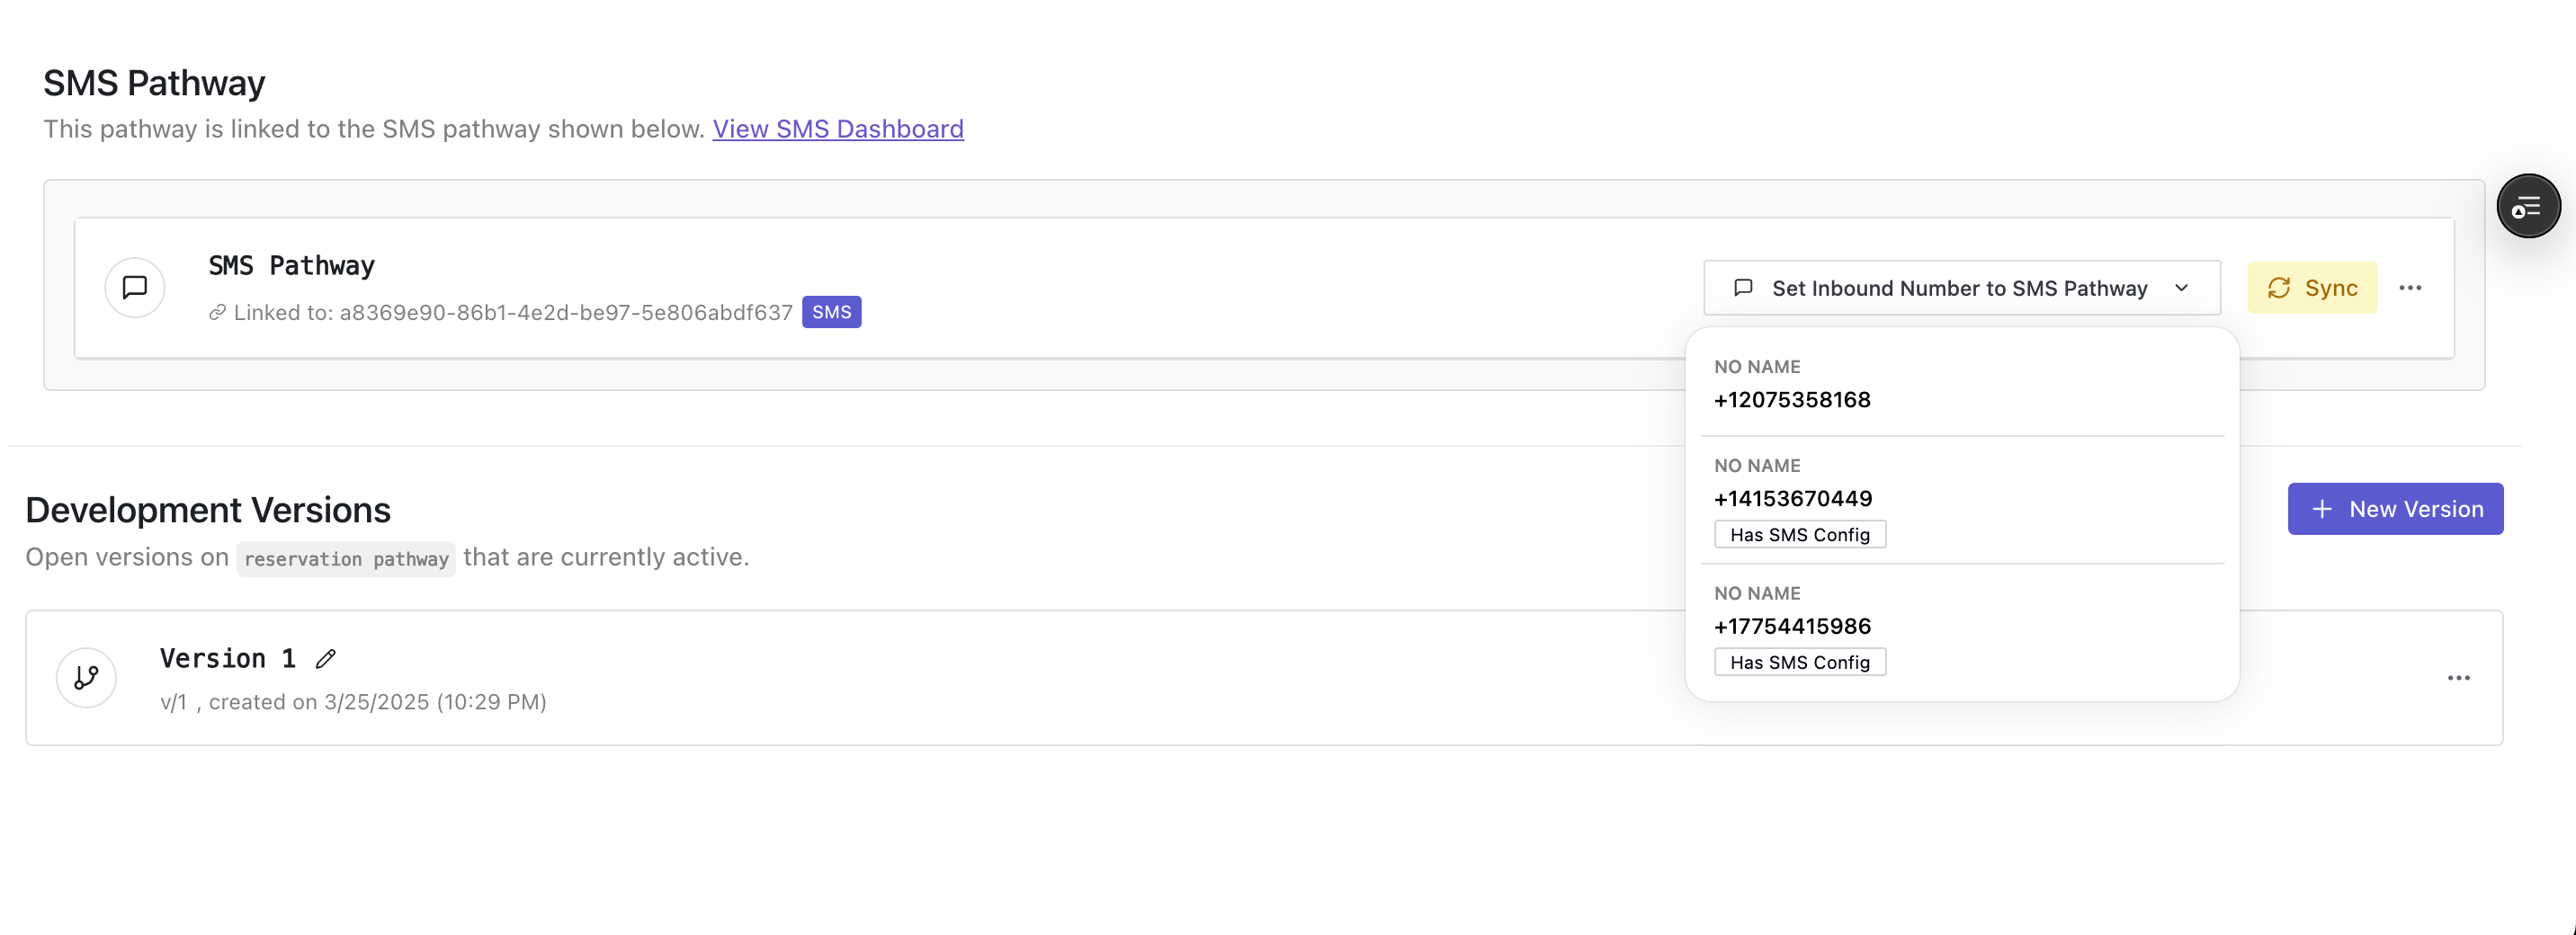 SMS Pathway
This pathway is linked to the SMS pathway shown below. View SMS Dashboard
SMS Pathway
Linked to: a8369e90-86b1-4e2d-be97-5e806abdf637 SMS
Set Inbound Number to SMS Pathway
Sync
NO NAME
+12075358168
NO NAME
+14153670449
Has SMS Config
NO NAME
+17754415986
Has SMS Config
Development Versions
Open versions on reservation pathway that are currently active.
+ New Version
Version 1
v/1 , created on 3/25/2025 (10:29 PM)